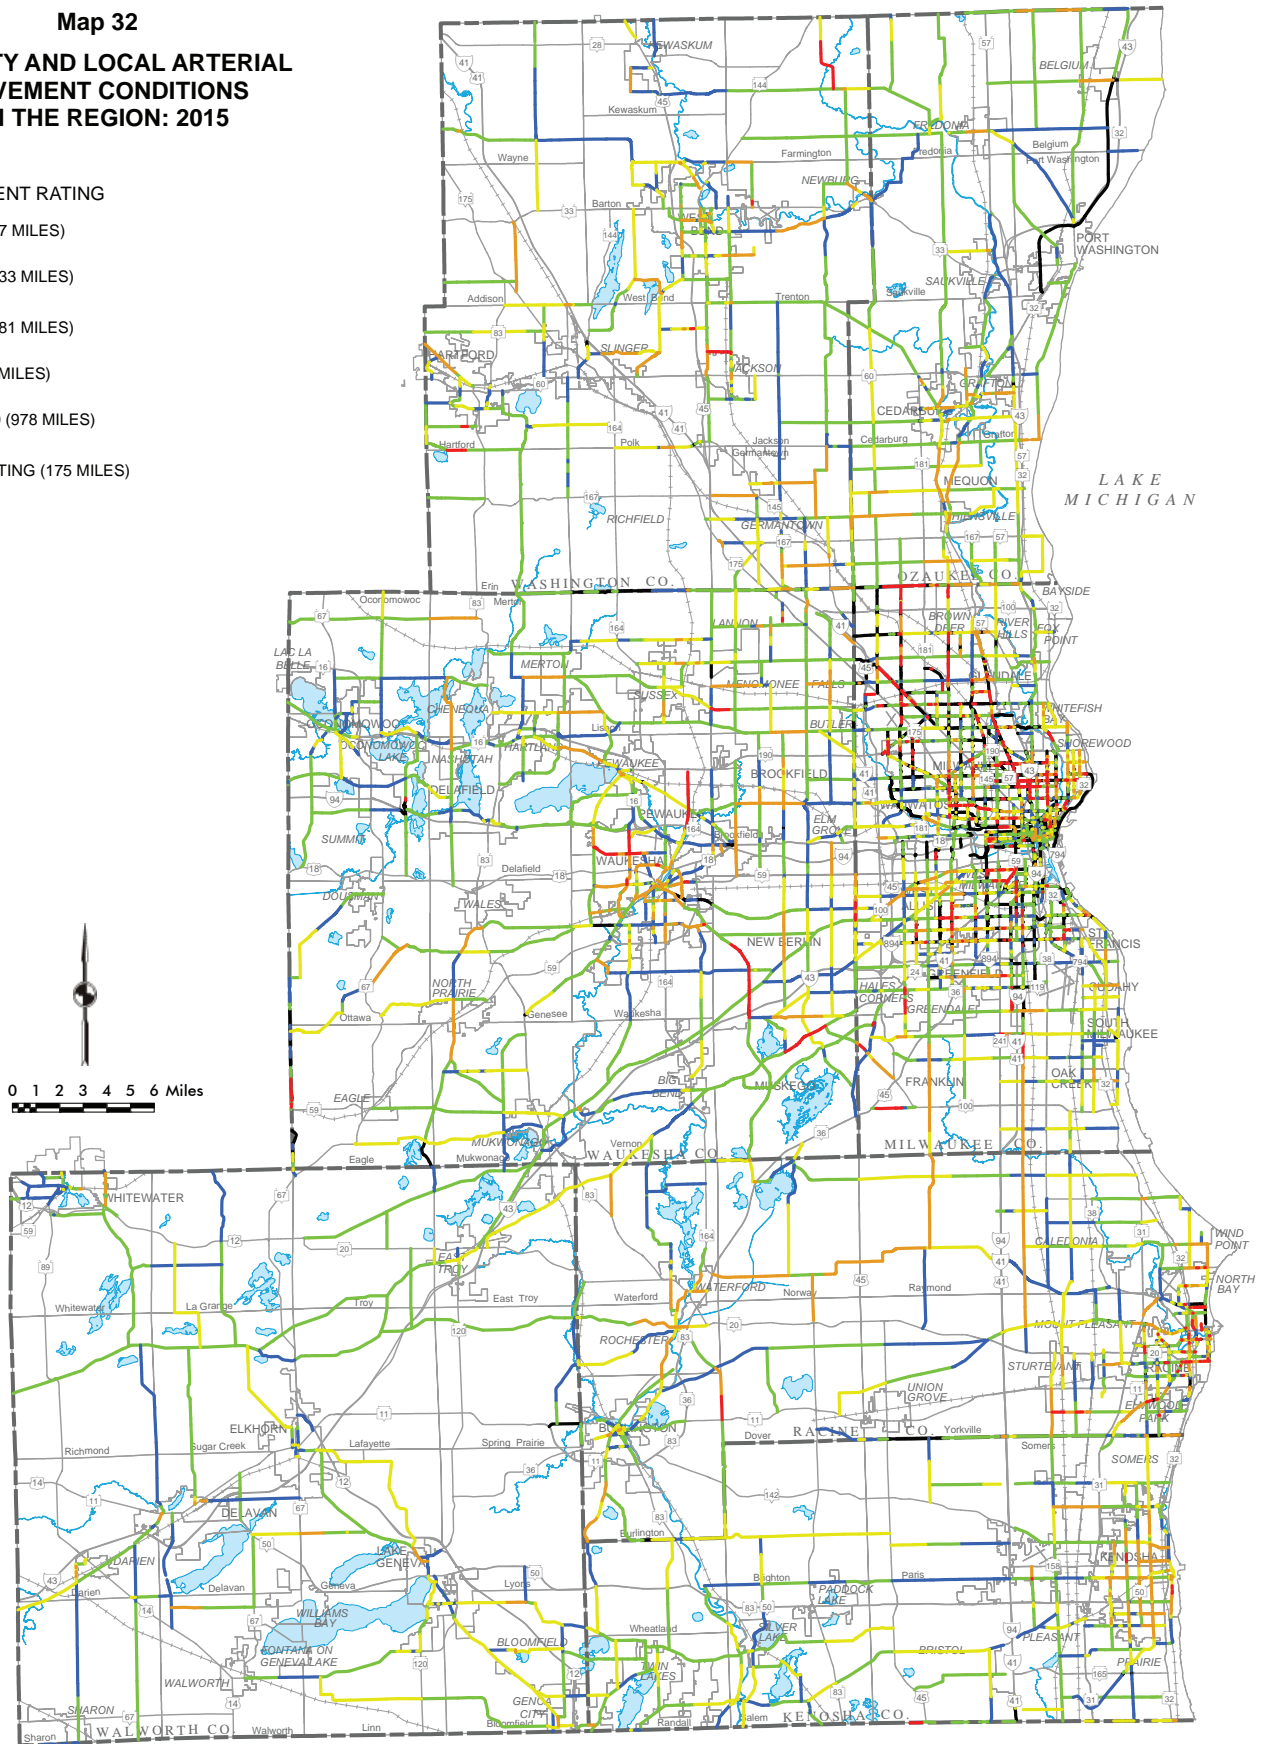 Map 32
TY AND LOCAL ARTERIAL
VEMENT CONDITIONS
N THE REGION: 2015
ENT RATING
7 MILES)
33 MILES)
81 MILES)
MILES)
(978 MILES)
TING (175 MILES)
0 1 2 3 4 5 6 Miles
LAKE
MICHIGAN
KEWASKUM
Kewaskum
BELGIUM
FREDONIA
Fredonia
Belgium
Port Washington
Wayne
Farmington
NEWBURG
Barton
WEST
BEND
PORT
WASHINGTON
SAUKVILLE
Saukville
Addison
West Bend
Trenton
HARTFORD
SLINGER
JACKSON
GRAFTON
CEDARBURG
Grafton
Hartford
Polk
Jackson
Germantown
Cedarburg
MEQUON
RICHFIELD
GERMANTOWN
THIENSVILLE
Erin
WASHINGTON CO.
OZAUKEE CO.
Oconomowoc
Merton
BAYSIDE
LANNON
BROWN
DEER
RIVER
HILLS
FOX
POINT
LAC LA
BELLE
MERTON
MENOMONEE FALLS
GLENDALE
SUSSEX
CHENEQUA
WHITEFISH
BAY
OCONOMOWOC
Lisbon
BUTLER
OCONOMOWOC
LAKE
NASHOTAH
HARTLAND
SHOREWOOD
PEWAUKEE
BROOKFIELD
DELAFIELD
WAUWATOSA
PEWAUKEE
ELM
GROVE
Brookfield
SUMMIT
WAUKESHA
Delafield
DOUSMAN
WALES
NEW BERLIN
ST.
FRANCIS
GREENFIELD
NORTH
PRAIRIE
HALES
CORNERS
CUDAHY
GREENDALE
Ottawa
Genesee
Waukesha
SOUTH
MILWAUKEE
BIG
BEND
MUSKEGO
FRANKLIN
OAK
CREEK
EAGLE
MUKWONAGO
Vernon
Eagle
Mukwonago
WAUKESHA CO.
MILWAUKEE CO.
WHITEWATER
EAST
TROY
CALEDONIA
WIND
POINT
NORTH
BAY
Whitewater
La Grange
Troy
East Troy
Waterford
WATERFORD
Norway
Raymond
ROCHESTER
MOUNT PLEASANT
STURTEVANT
RACINE
UNION
GROVE
ELMWOOD
PARK
ELKHORN
BURLINGTON
Dover
RACINE CO.
Yorkville
Richmond
Sugar Creek
Lafayette
Spring Prairie
Somers
SOMERS
DELAVAN
Burlington
DARIEN
LAKE
GENEVA
KENOSHA
Darien
Delavan
Geneva
Lyons
Brighton
Paris
PADDOCK
LAKE
WILLIAMS
BAY
Wheatland
SILVER
LAKE
FONTANA ON
GENEVA LAKE
BLOOMFIELD
TWIN
LAKES
BRISTOL
PLEASANT
PRAIRIE
WALWORTH
GENOA
CITY
SHARON
Sharon
WALWORTH CO.
Walworth
Linn
Bloomfield
Randall
Salem
KENOSHA CO.